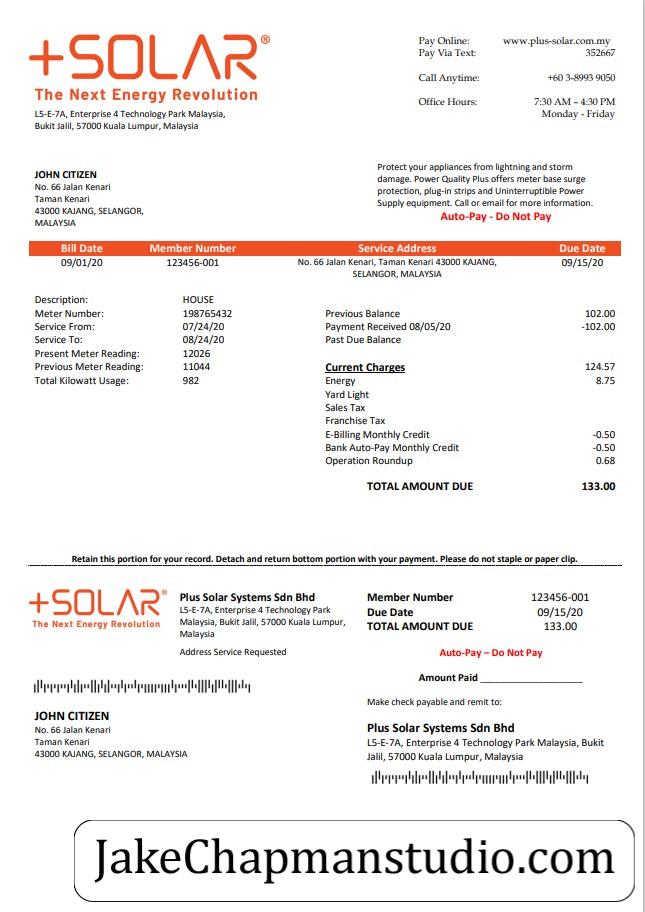 +SOLAR®
The Next Energy Revolution
L5-E-7A, Enterprise 4 Technology Park Malaysia,
Bukit Jalil, 57000 Kuala Lumpur, Malaysia
Pay Online: www.plus-solar.com.my
Pay Via Text: 352667
Call Anytime: +60 3-8993 9050
Office Hours: 7:30 AM – 4:30 PM
Monday - Friday
JOHN CITIZEN
No. 66 Jalan Kenari
Taman Kenari
43000 KAJANG, SELANGOR,
MALAYSIA
Protect your appliances from lightning and storm
damage. Power Quality Plus offers meter base surge
protection, plug-in strips and Uninterruptible Power
Supply equipment. Call or email for more information.
Auto-Pay - Do Not Pay
Bill Date Member Number Service Address Due Date
09/01/20 123456-001 No. 66 Jalan Kenari, Taman Kenari 43000 KAJANG, 09/15/20
SELANGOR, MALAYSIA
Description: HOUSE
Meter Number: 198765432
Service From: 07/24/20
Service To: 08/24/20
Present Meter Reading: 12026
Previous Meter Reading: 11044
Total Kilowatt Usage: 982
Previous Balance 102.00
Payment Received 08/05/20 -102.00
Past Due Balance
Current Charges 124.57
Energy 8.75
Yard Light
Sales Tax
Franchise Tax
E-Billing Monthly Credit -0.50
Bank Auto-Pay Monthly Credit -0.50
Operation Roundup 0.68
TOTAL AMOUNT DUE 133.00
Retain this portion for your record. Detach and return bottom portion with your payment. Please do not staple or paper clip.
+SOLAR®
The Next Energy Revolution
Plus Solar Systems Sdn Bhd
L5-E-7A, Enterprise 4 Technology Park
Malaysia, Bukit Jalil, 57000 Kuala Lumpur,
Malaysia
Address Service Requested
Member Number 123456-001
Due Date 09/15/20
TOTAL AMOUNT DUE 133.00
Auto-Pay – Do Not Pay
Amount Paid ____________________
Make check payable and remit to:
JOHN CITIZEN
No. 66 Jalan Kenari
Taman Kenari
43000 KAJANG, SELANGOR, MALAYSIA
Plus Solar Systems Sdn Bhd
L5-E-7A, Enterprise 4 Technology Park Malaysia, Bukit
Jalil, 57000 Kuala Lumpur, Malaysia
JakeChapmanstudio.com